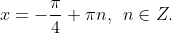 x = −π/4 + πn, n ∈ Z.